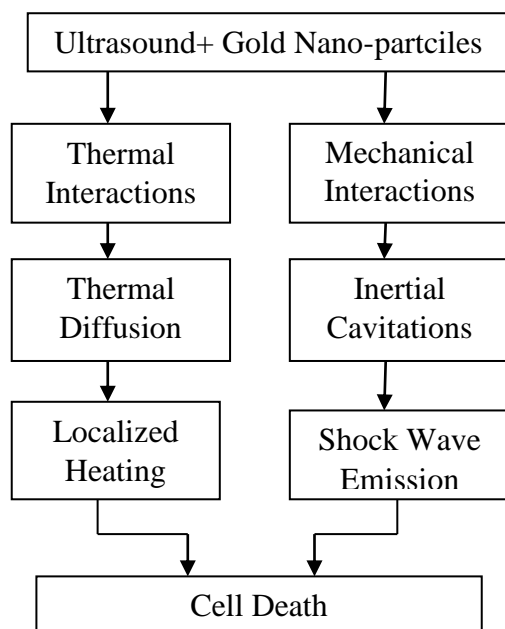 Ultrasound+ Gold Nano-partciles
Thermal
Interactions
Mechanical
Interactions
Thermal
Diffusion
Inertial
Cavitations
Localized
Heating
Shock Wave
Emission
Cell Death